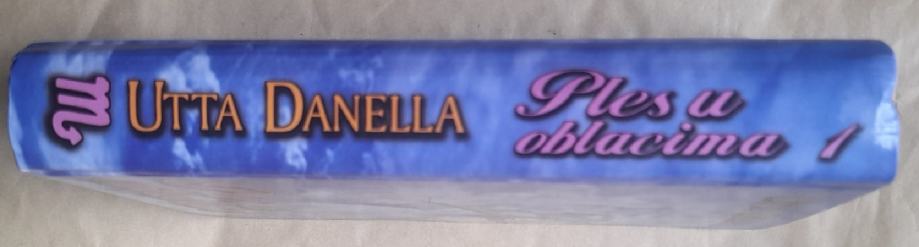 m
UTTA DANELLA
Ples u
oblacima 1